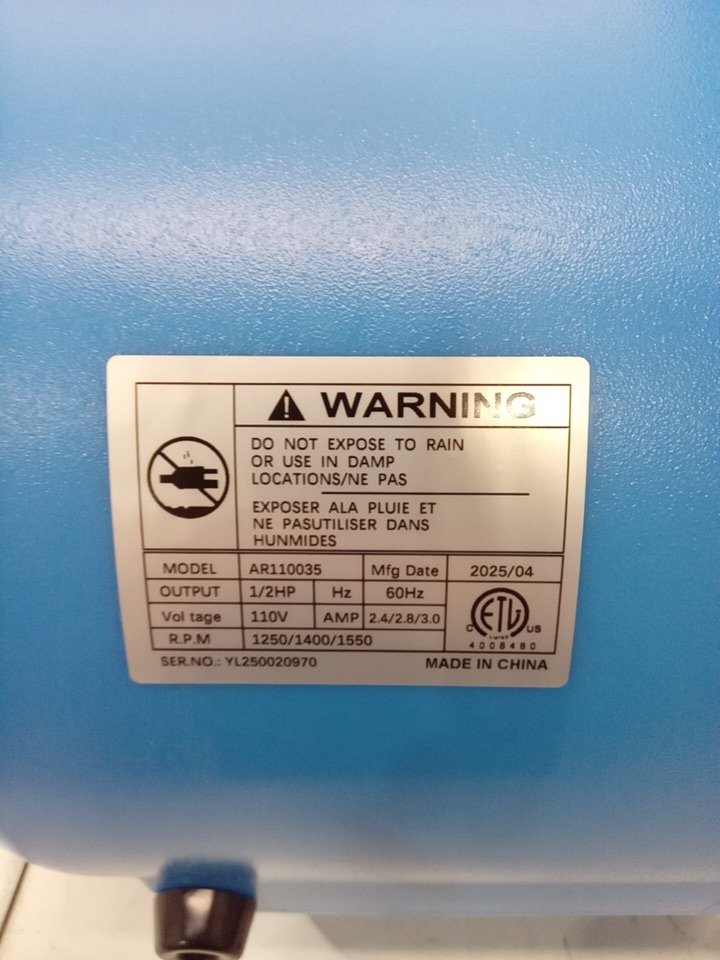 WARNING
DO NOT EXPOSE TO RAIN
OR USE IN DAMP
LOCATIONS/NE PAS
EXPOSER ALA PLUIE ET
NE PASUTILISER DANS
HUNMIDES
MODEL AR110035 Mfg Date 2025/04
OUTPUT 1/2HP Hz 60Hz
Vol tage 110V AMP 2.4/2.8/3.0
R.P.M 1250/1400/1550
ETL
C US
LISTED
4008480
SER.NO.: YL250020970 MADE IN CHINA